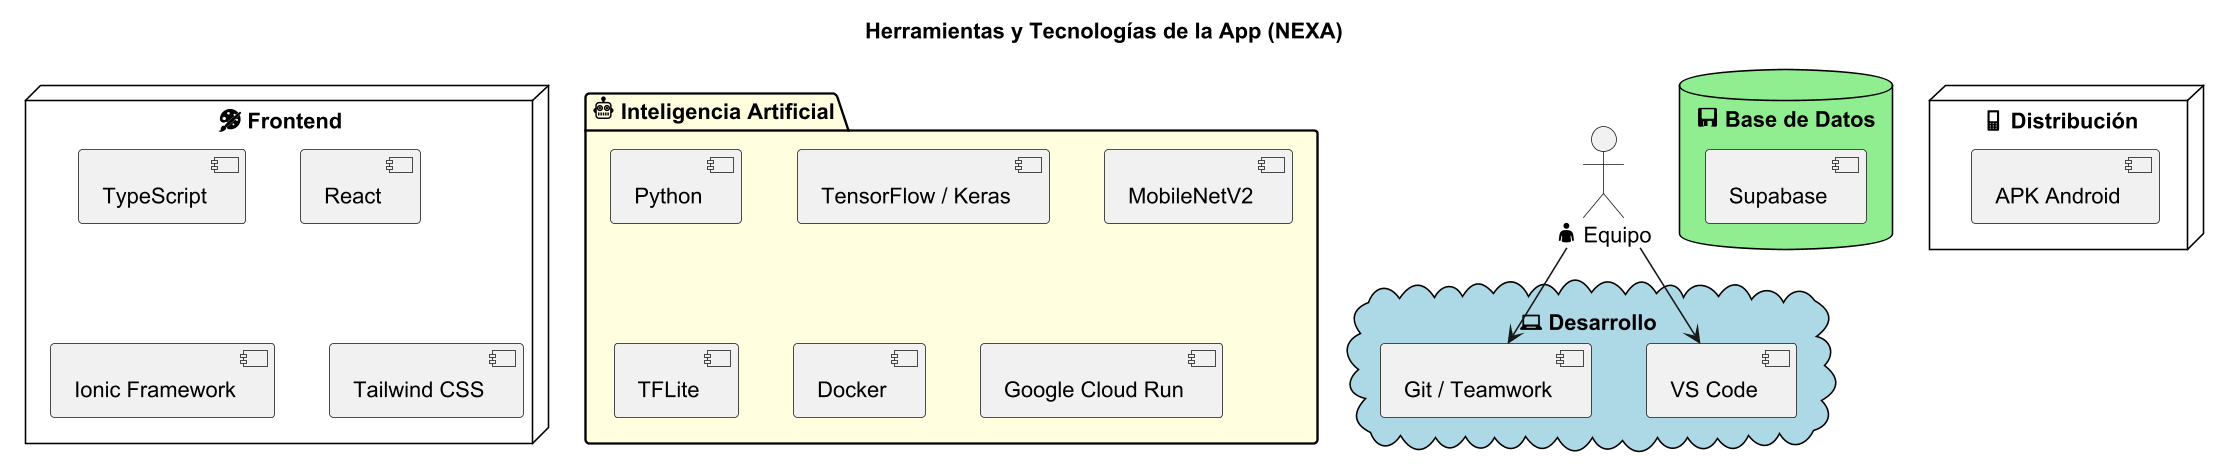 Herramientas y Tecnologías de la App (NEXA)
Frontend
TypeScript
React
Ionic Framework
Tailwind CSS
Inteligencia Artificial
Python
TensorFlow / Keras
MobileNetV2
TFLite
Docker
Google Cloud Run
Equipo
Desarrollo
Git / Teamwork
VS Code
Base de Datos
Supabase
Distribución
APK Android